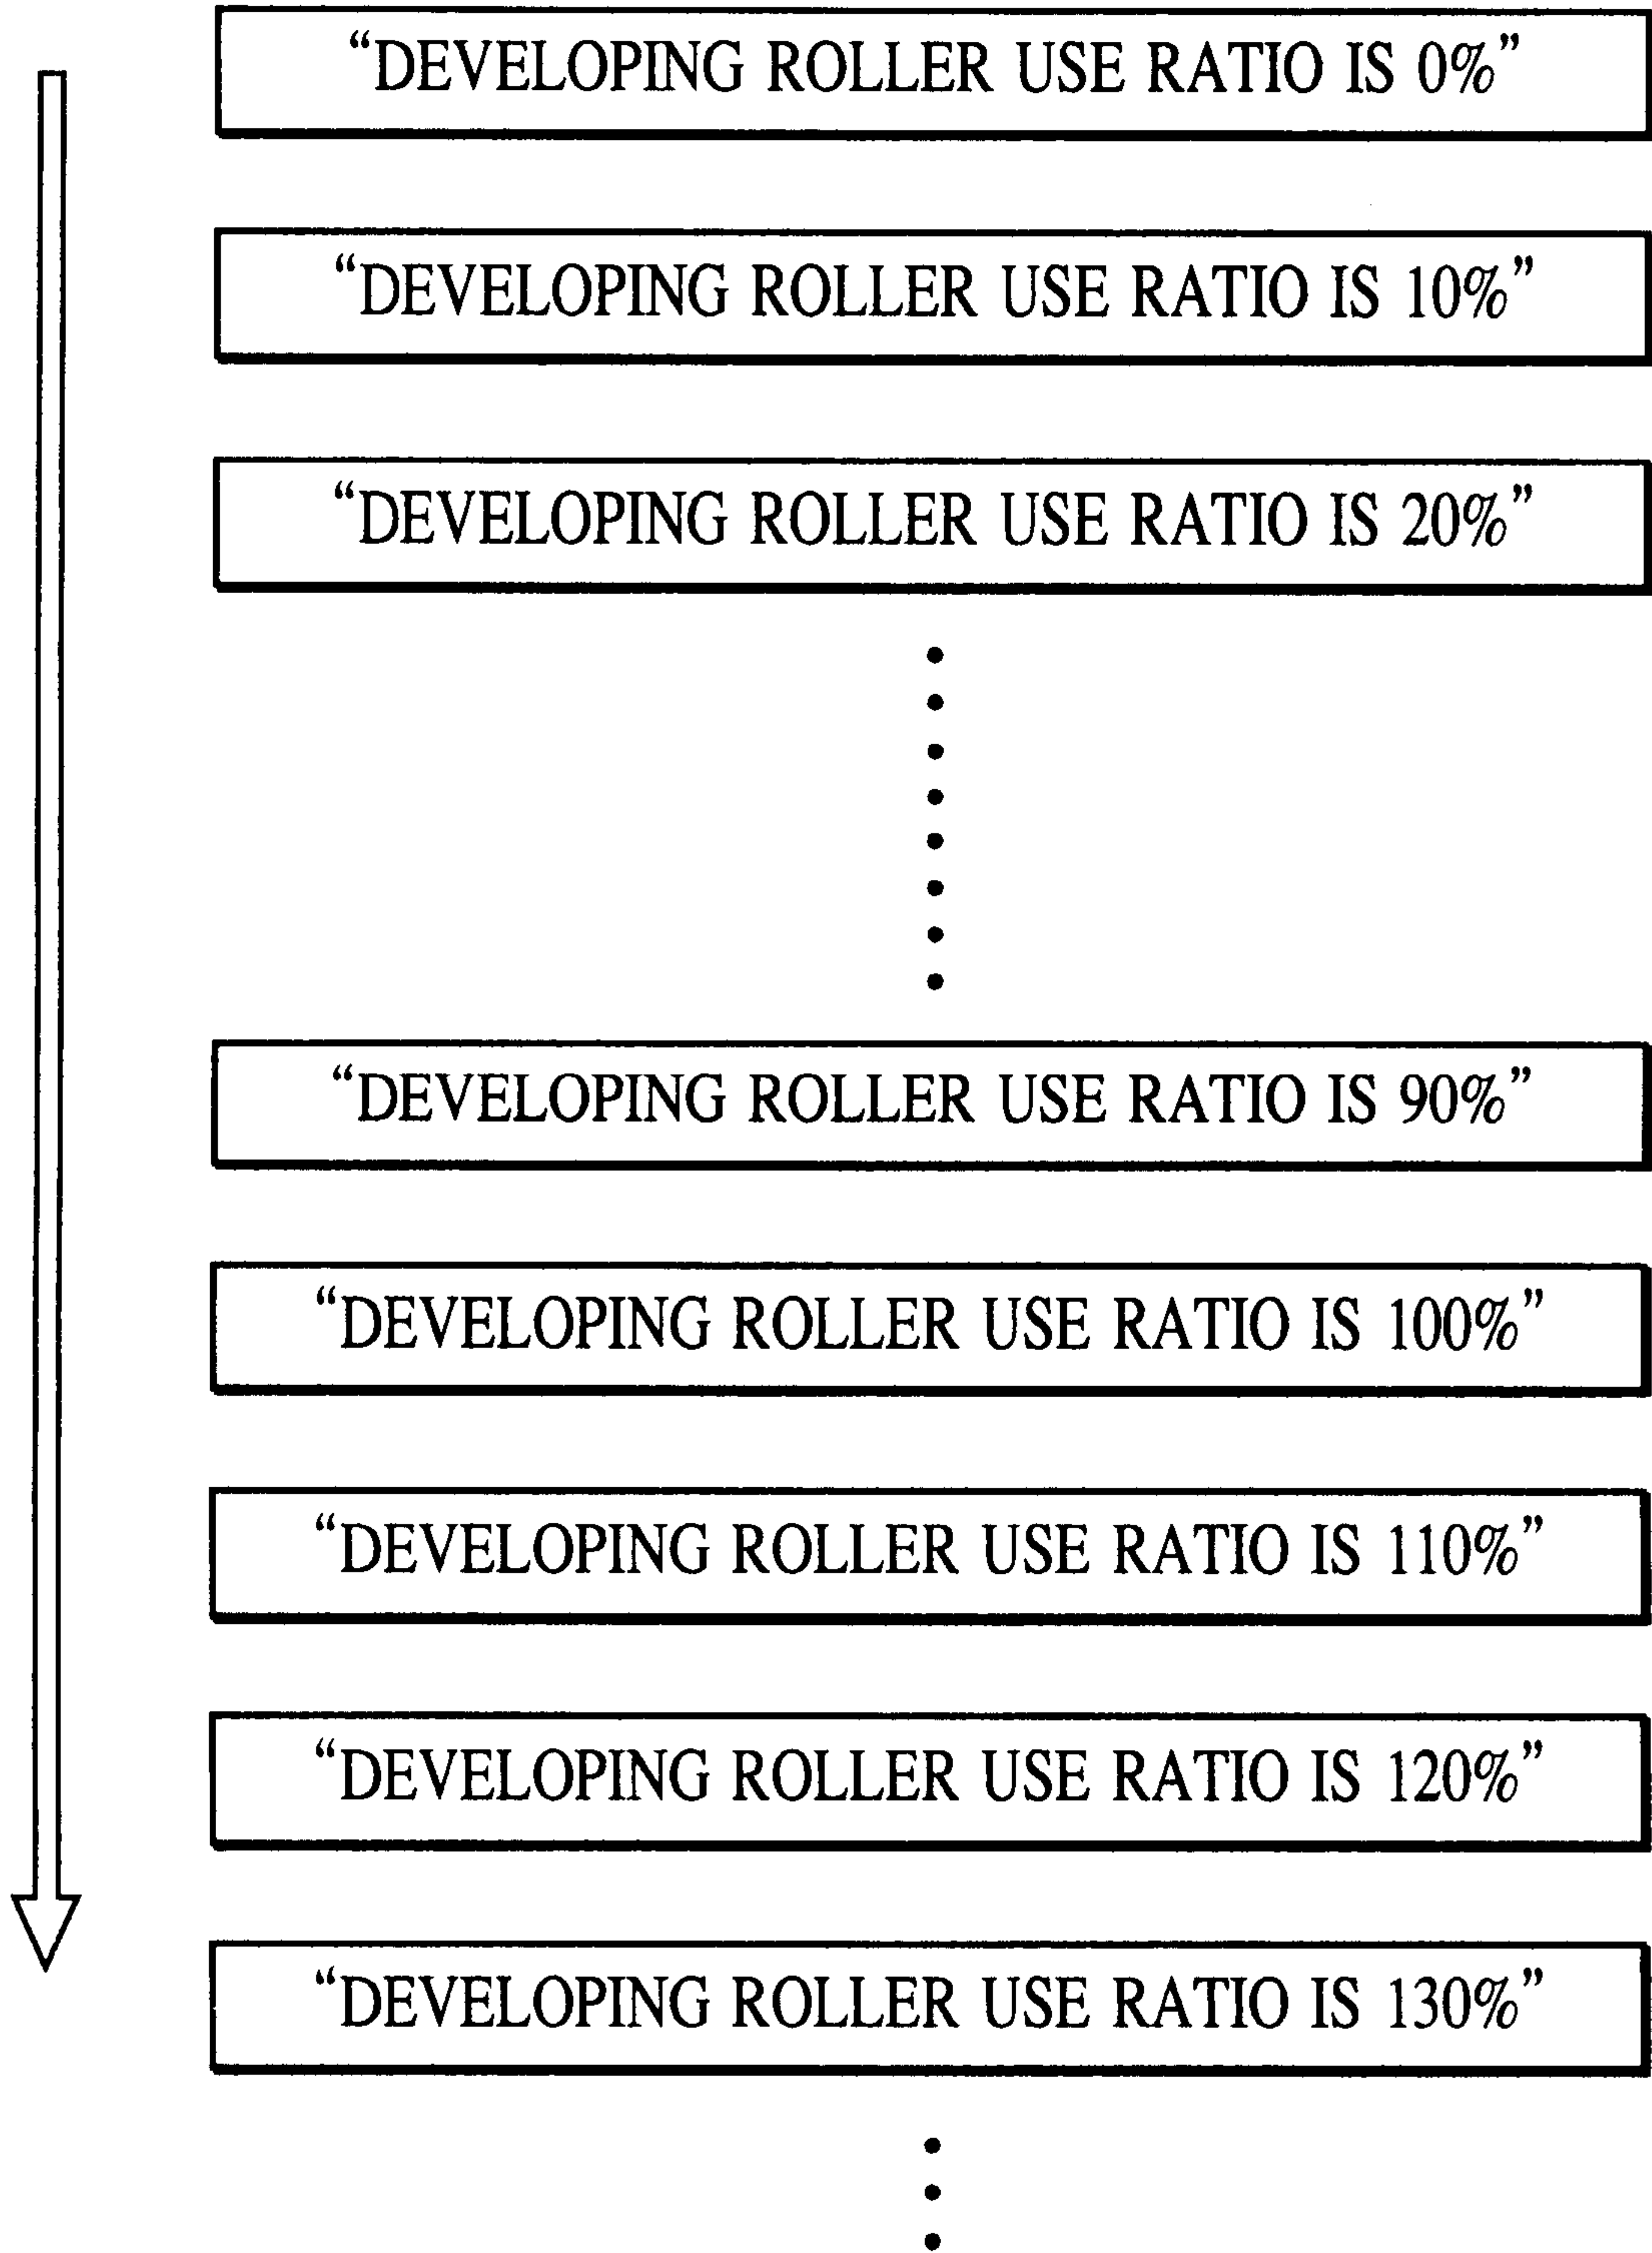 “DEVELOPING ROLLER USE RATIO IS 0%”
“DEVELOPING ROLLER USE RATIO IS 10%”
“DEVELOPING ROLLER USE RATIO IS 20%”
“DEVELOPING ROLLER USE RATIO IS 90%”
“DEVELOPING ROLLER USE RATIO IS 100%”
“DEVELOPING ROLLER USE RATIO IS 110%”
“DEVELOPING ROLLER USE RATIO IS 120%”
“DEVELOPING ROLLER USE RATIO IS 130%”